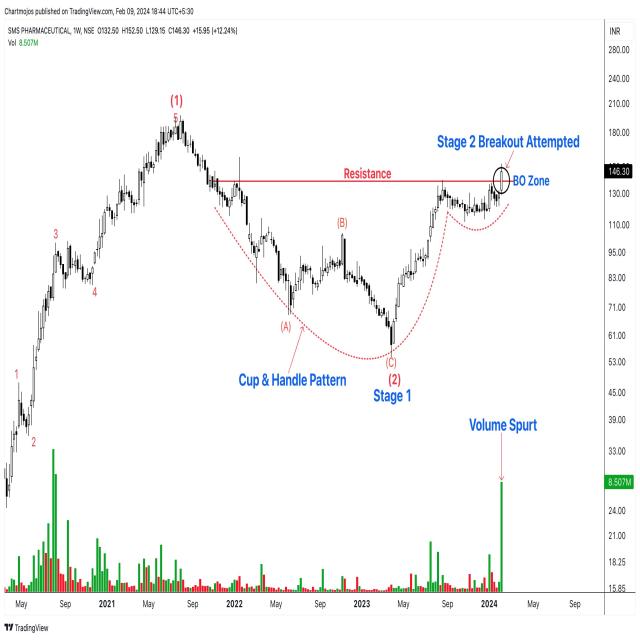 Chartmojos published on TradingView.com, Feb 09, 2024 18:44 UTC+5:30
SMS PHARMACEUTICAL, 1W, NSE O132.50 H152.50 L129.15 C146.30 +15.95 (+12.24%)
INR
Vol 8.507M
280.00
240.00
210.00
(1)
5
180.00
Stage 2 Breakout Attempted
Resistance
146.30
BO Zone
130.00
110.00
(B)
3
95.00
4
83.00
71.00
(A)
61.00
(C)
53.00
Cup & Handle Pattern
(2)
1
Stage 1
45.00
2
39.00
Volume Spurt
33.00
8.507M
24.00
21.00
18.25
15.85
May Sep 2021 May Sep 2022 May Sep 2023 May Sep 2024 May Sep
TradingView